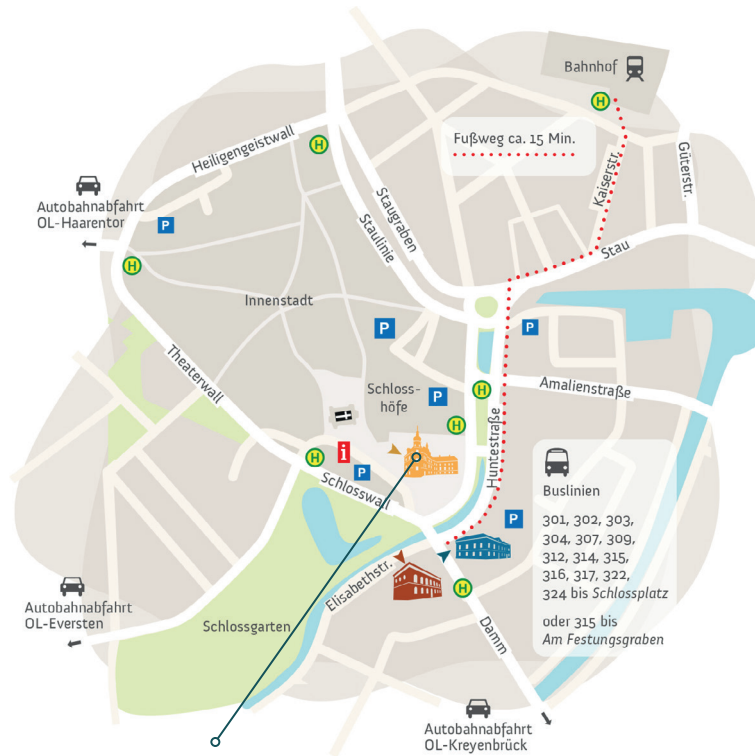 Bahnhof
H
Fußweg ca. 15 Min.
Kaiserstr.
Güterstr.
Heiligengeistwall
H
Autobahnabfahrt
OL-Haarentor
P
Staugraben
Staulinie
Stau
H
Innenstadt
P
P
Theaterwall
Schloss-
höfe
P
H
Amalienstraße
H
Huntestraße
i
H
P
Schlosswall
P
Buslinien
301, 302, 303,
304, 307, 309,
312, 314, 315,
316, 317, 322,
324 bis Schlossplatz
oder 315 bis
Am Festungsgraben
Elisabethstr.
H
Damm
Autobahnabfahrt
OL-Eversten
Schlossgarten
Autobahnabfahrt
OL-Kreyenbrück